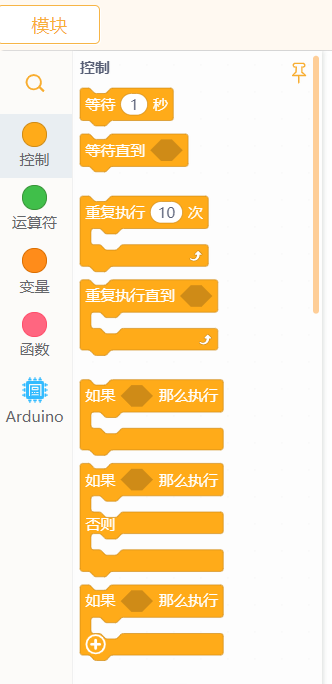 模块
控制
等待 1 秒
等待直到
控制
重复执行 10 次
运算符
重复执行直到
变量
函数
如果 那么执行
Arduino
如果 那么执行
否则
如果 那么执行